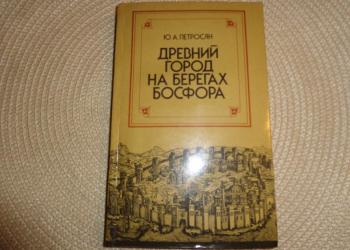 Ю.А.ПЕТРОСЯН
ДРЕВНИЙ
ГОРОД
НА БЕРЕГАХ
БОСФОРА